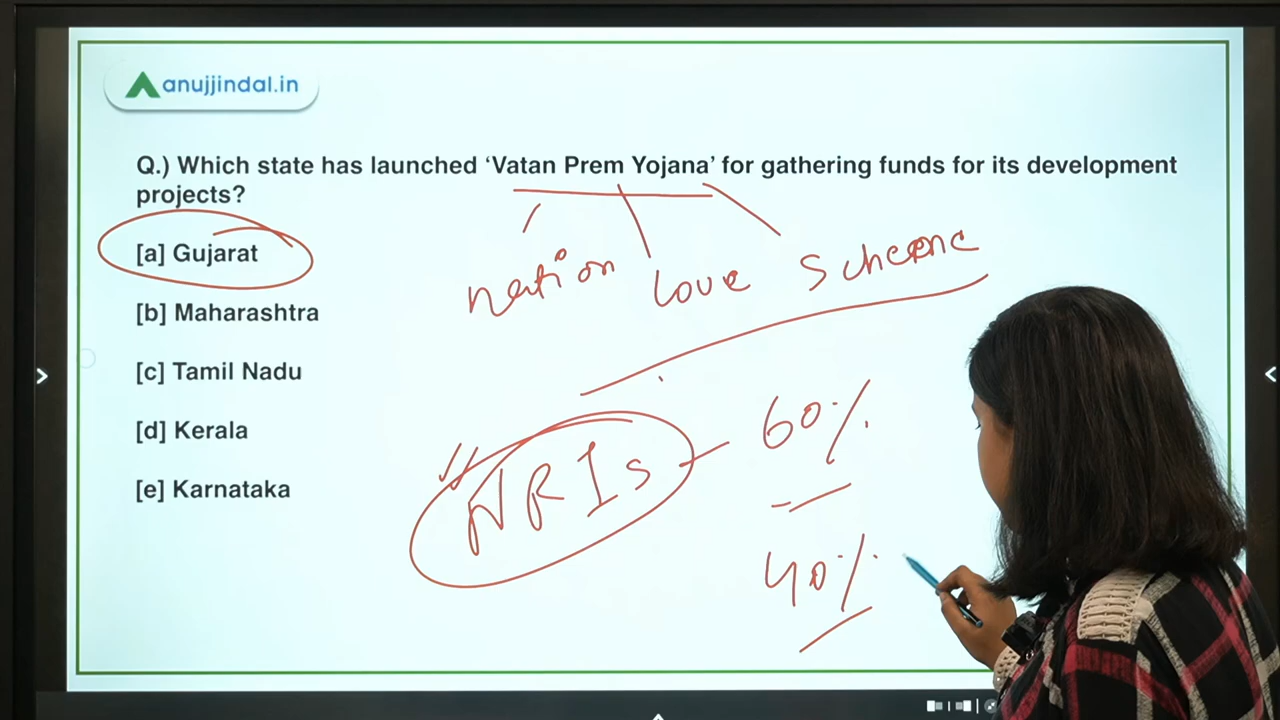 anujjindal.in
Q.) Which state has launched ‘Vatan Prem Yojana’ for gathering funds for its development
projects?
[a] Gujarat
nation love Scheme
[b] Maharashtra
[c] Tamil Nadu
60%
[d] Kerala
NRIs
[e] Karnataka
40%